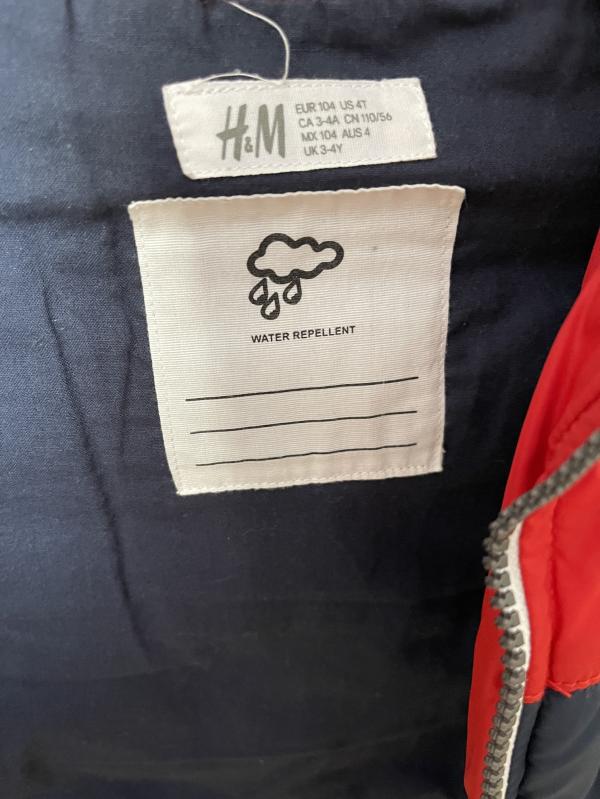 H&M
EUR 104 US 4T
CA 3-4A CN 110/56
MX 104 AUS 4
UK 3-4Y
WATER REPELLENT